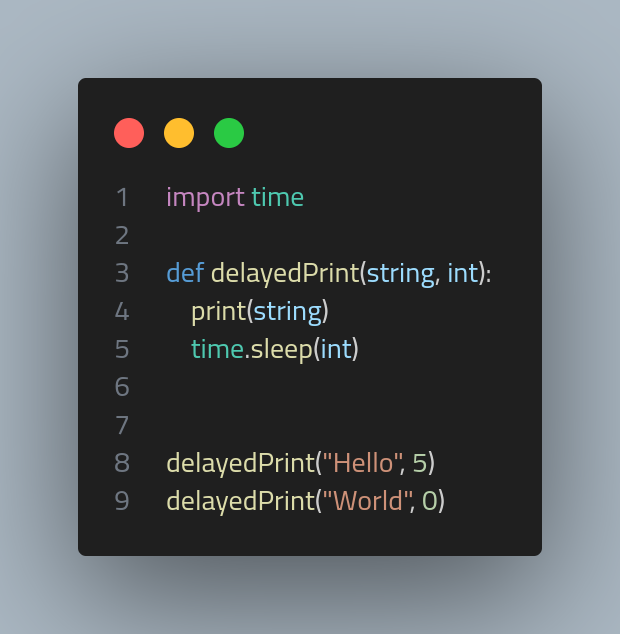 1 import time
2
3 def delayedPrint(string, int):
4     print(string)
5     time.sleep(int)
6
7
8 delayedPrint("Hello", 5)
9 delayedPrint("World", 0)